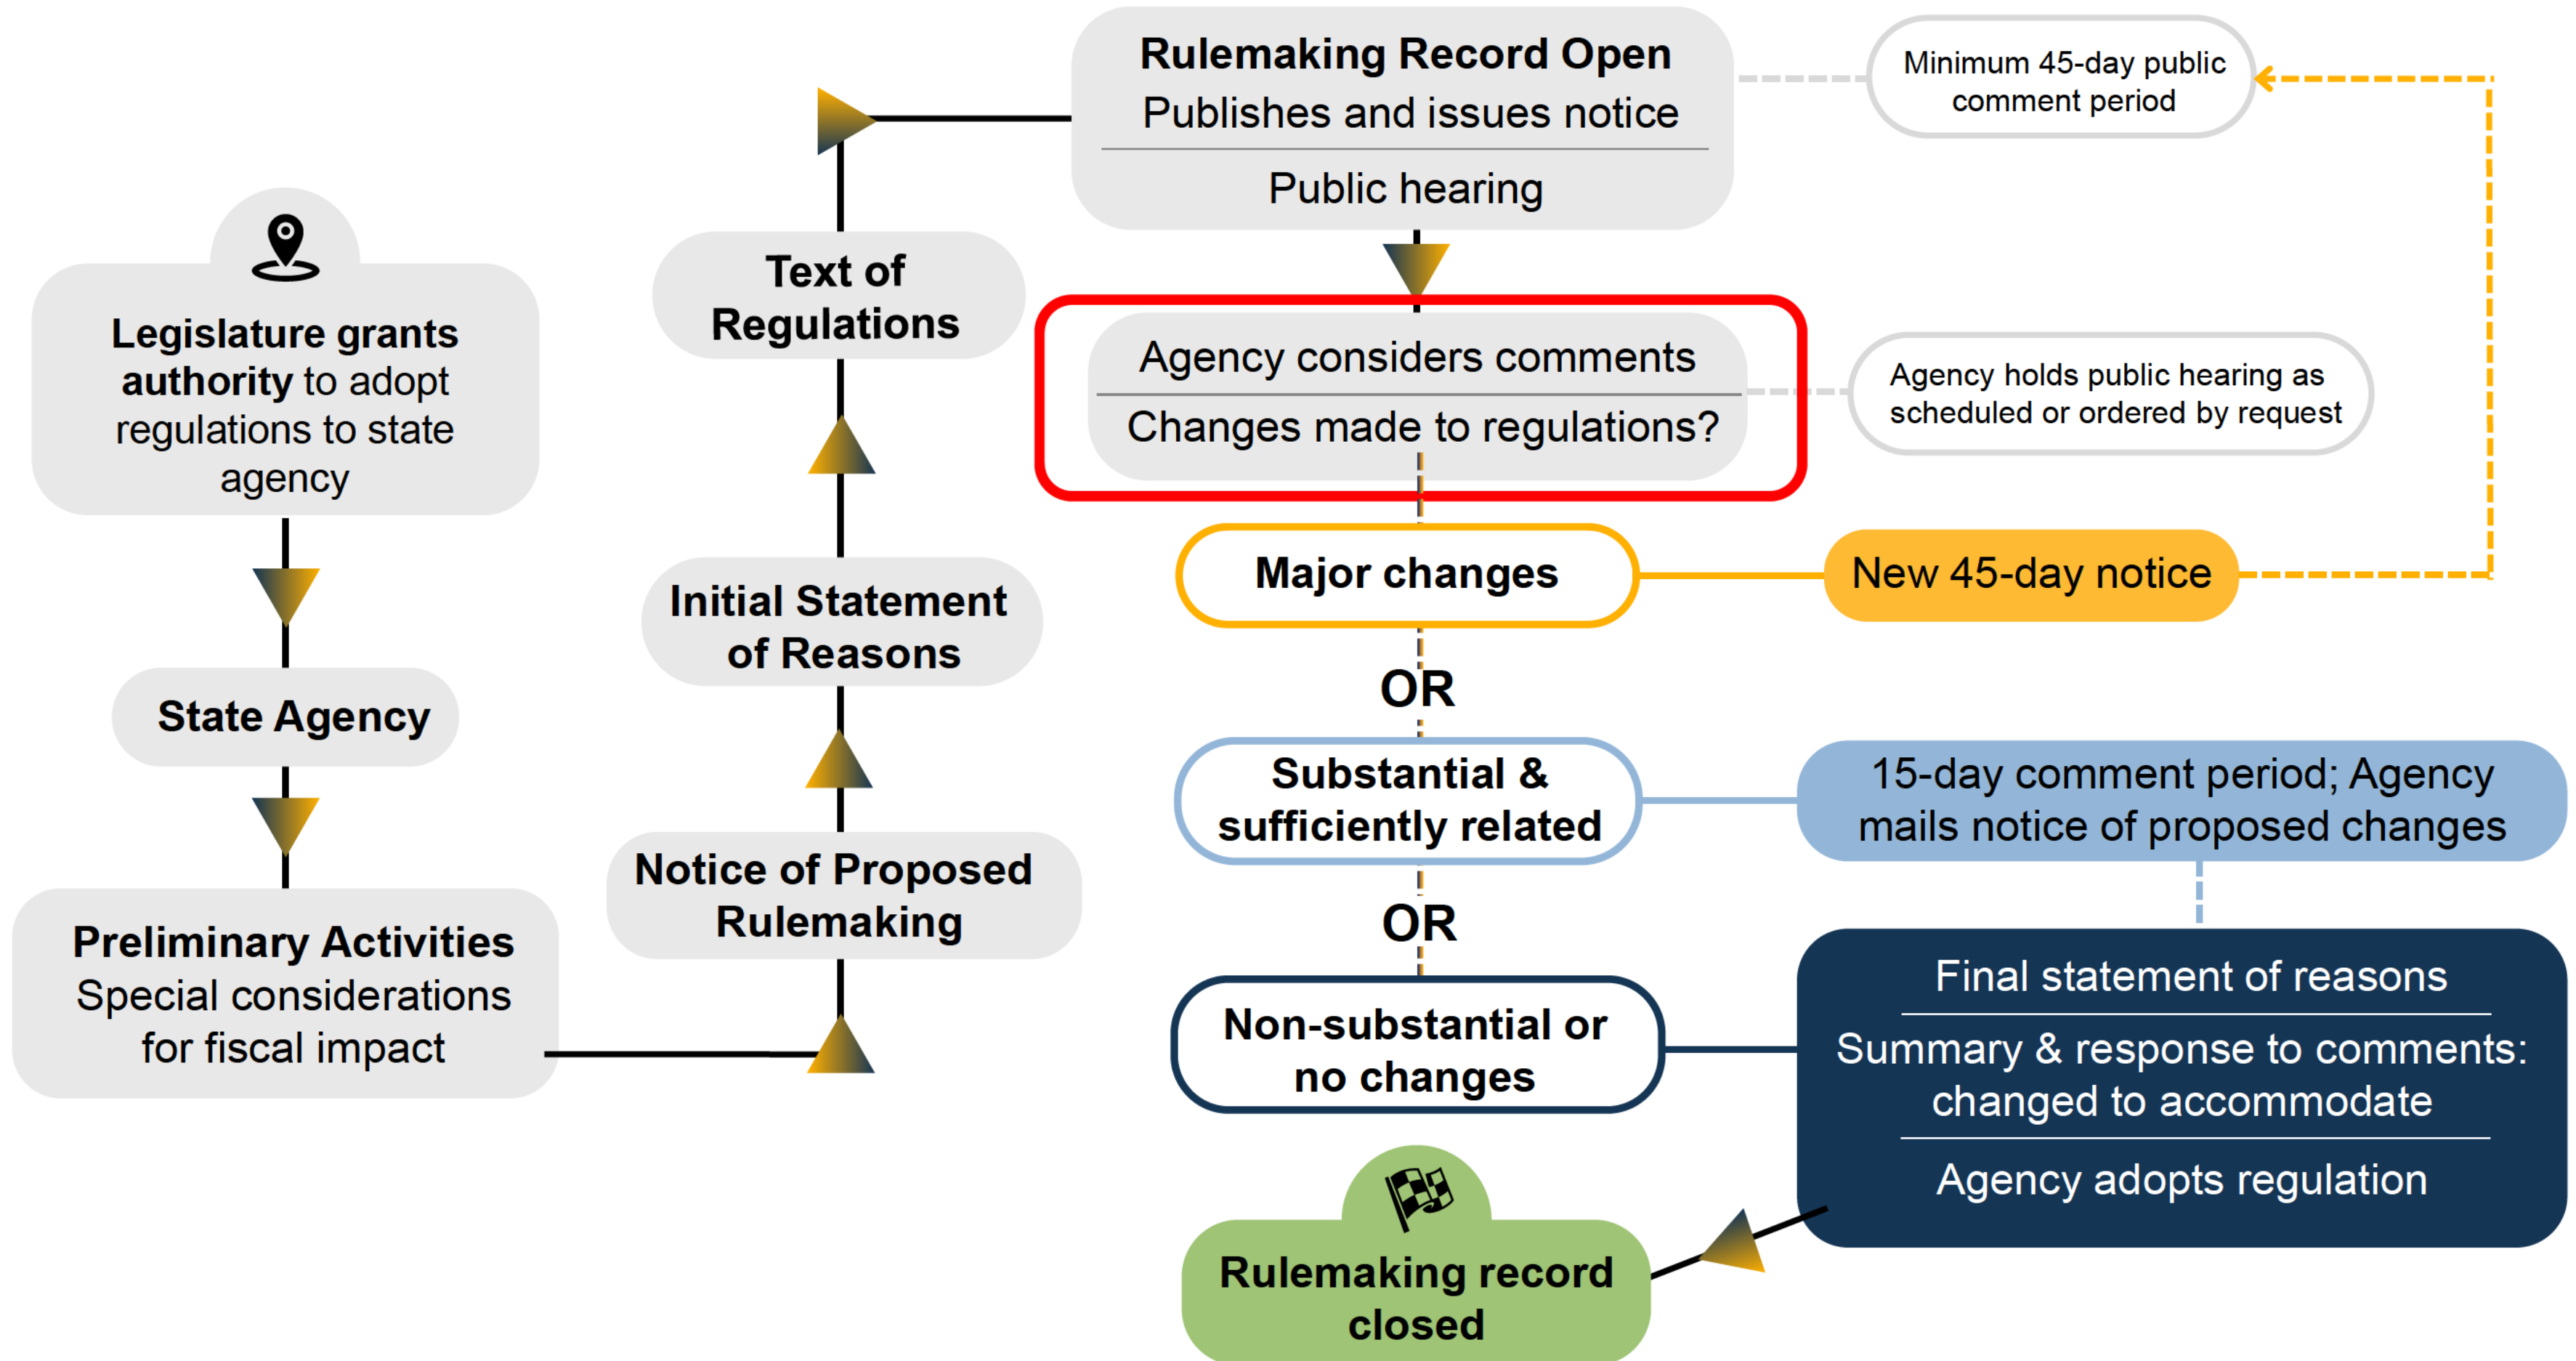 Legislature grants
authority to adopt
regulations to state
agency
State Agency
Preliminary Activities
Special considerations
for fiscal impact
Notice of Proposed
Rulemaking
Initial Statement
of Reasons
Text of
Regulations
Rulemaking Record Open
Publishes and issues notice
Public hearing
Minimum 45-day public
comment period
Agency considers comments
Changes made to regulations?
Agency holds public hearing as
scheduled or ordered by request
Major changes
New 45-day notice
OR
Substantial &
sufficiently related
15-day comment period; Agency
mails notice of proposed changes
OR
Non-substantial or
no changes
Final statement of reasons
Summary & response to comments:
changed to accommodate
Agency adopts regulation
Rulemaking record
closed